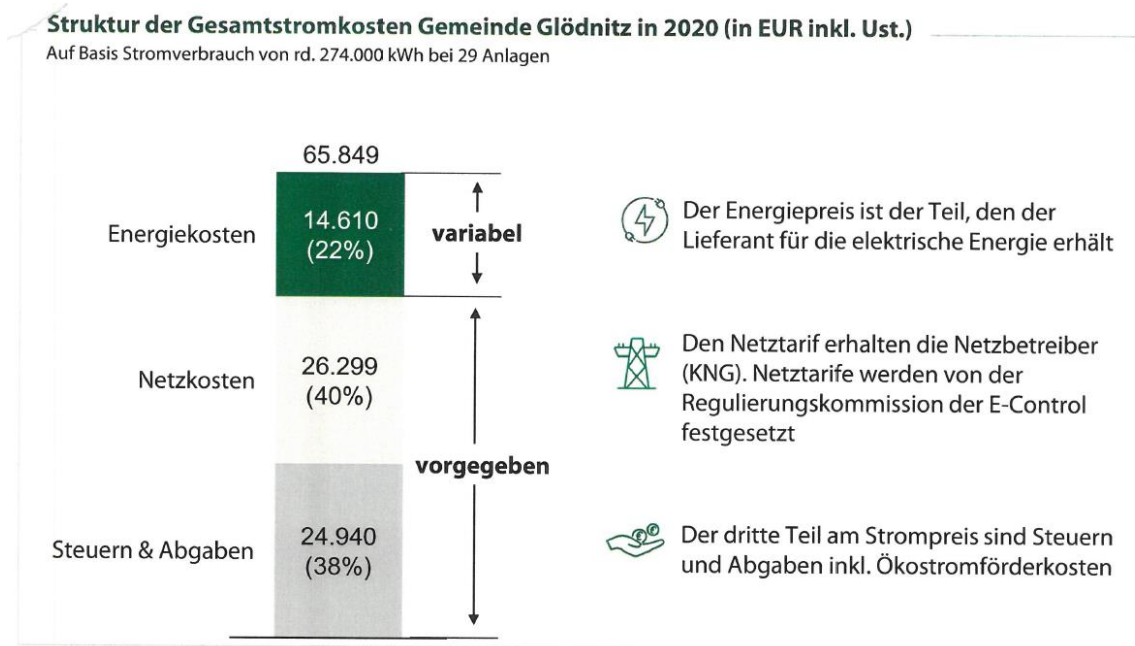 Struktur der Gesamtstromkosten Gemeinde Glödnitz in 2020 (in EUR inkl. Ust.)
Auf Basis Stromverbrauch von rd. 274.000 kWh bei 29 Anlagen
65.849
Energiekosten
14.610
(22%)
variabel
Der Energiepreis ist der Teil, den der
Lieferant für die elektrische Energie erhält
Netzkosten
26.299
(40%)
Den Netztarif erhalten die Netzbetreiber
(KNG). Netztarife werden von der
Regulierungskommission der E-Control
festgesetzt
vorgegeben
Steuern & Abgaben
24.940
(38%)
Der dritte Teil am Strompreis sind Steuern
und Abgaben inkl. Ökostromförderkosten